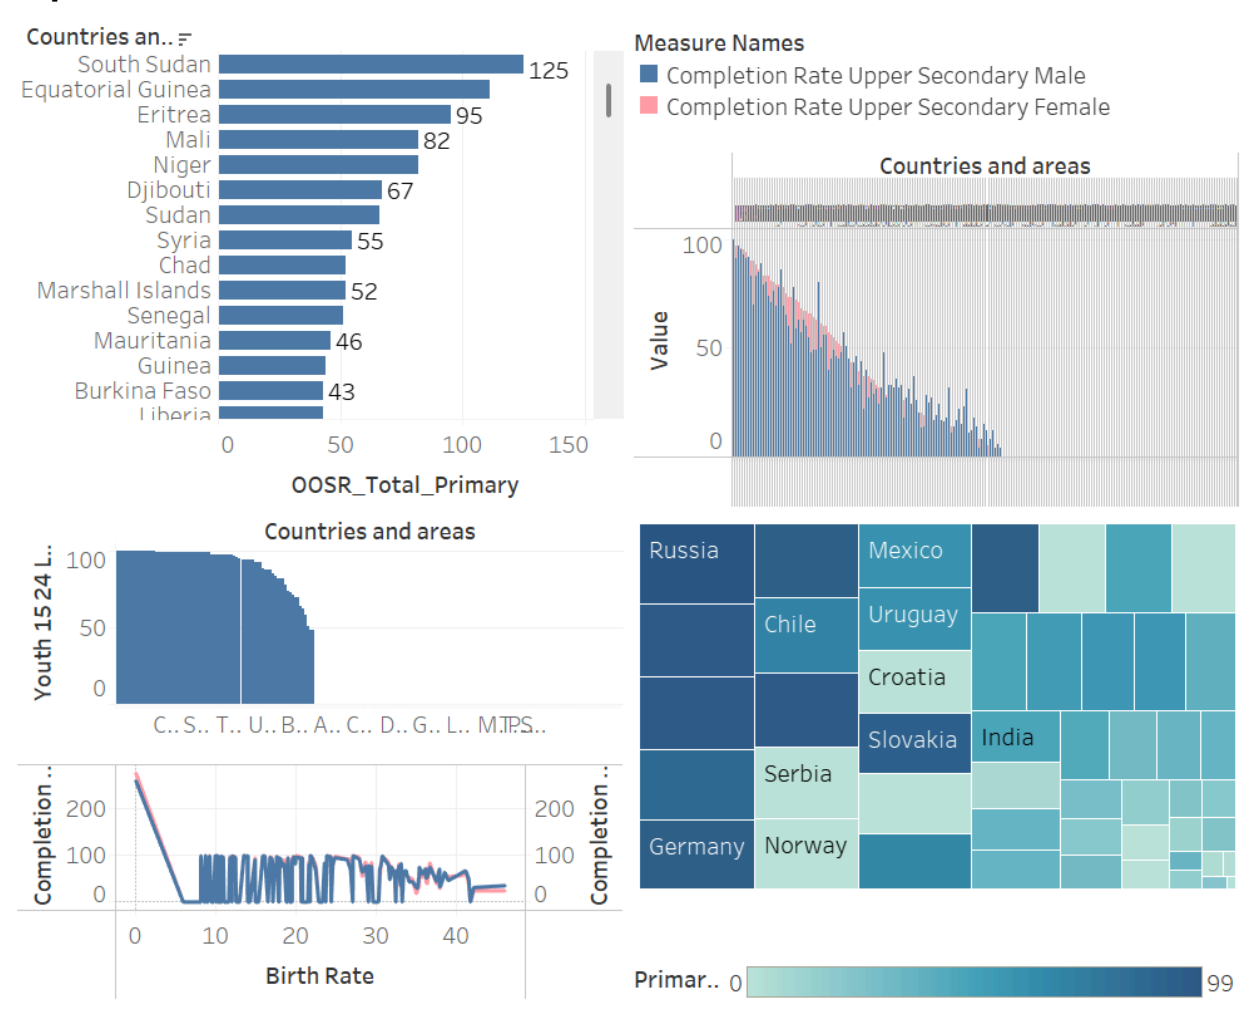 Countries an..
South Sudan
125
Equatorial Guinea
Eritrea
95
Mali
82
Niger
Djibouti
67
Sudan
Syria
55
Chad
Marshall Islands
52
Senegal
Mauritania
46
Guinea
Burkina Faso
43
Liberia
0 50 100 150
OOSR_Total_Primary
Measure Names
Completion Rate Upper Secondary Male
Completion Rate Upper Secondary Female
Countries and areas
100
50
0
Value
Countries and areas
Youth 15 24 L..
100
50
0
C.. S.. T.. U.. B.. A.. C.. D.. G.. L..
Completion ..
200
100
0
200
100
0
Completion ..
0 10 20 30 40
Birth Rate
Russia
Germany
Chile
Serbia
Norway
Mexico
Uruguay
Croatia
Slovakia
India
Primar.. 0 99